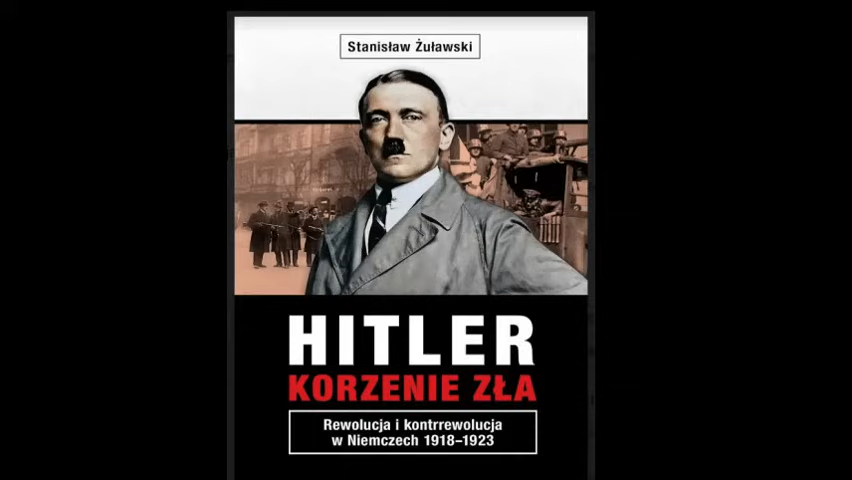 Stanisław Żuławski
HITLER
KORZENIE ZŁA
Rewolucja i kontrrewolucja
w Niemczech 1918–1923